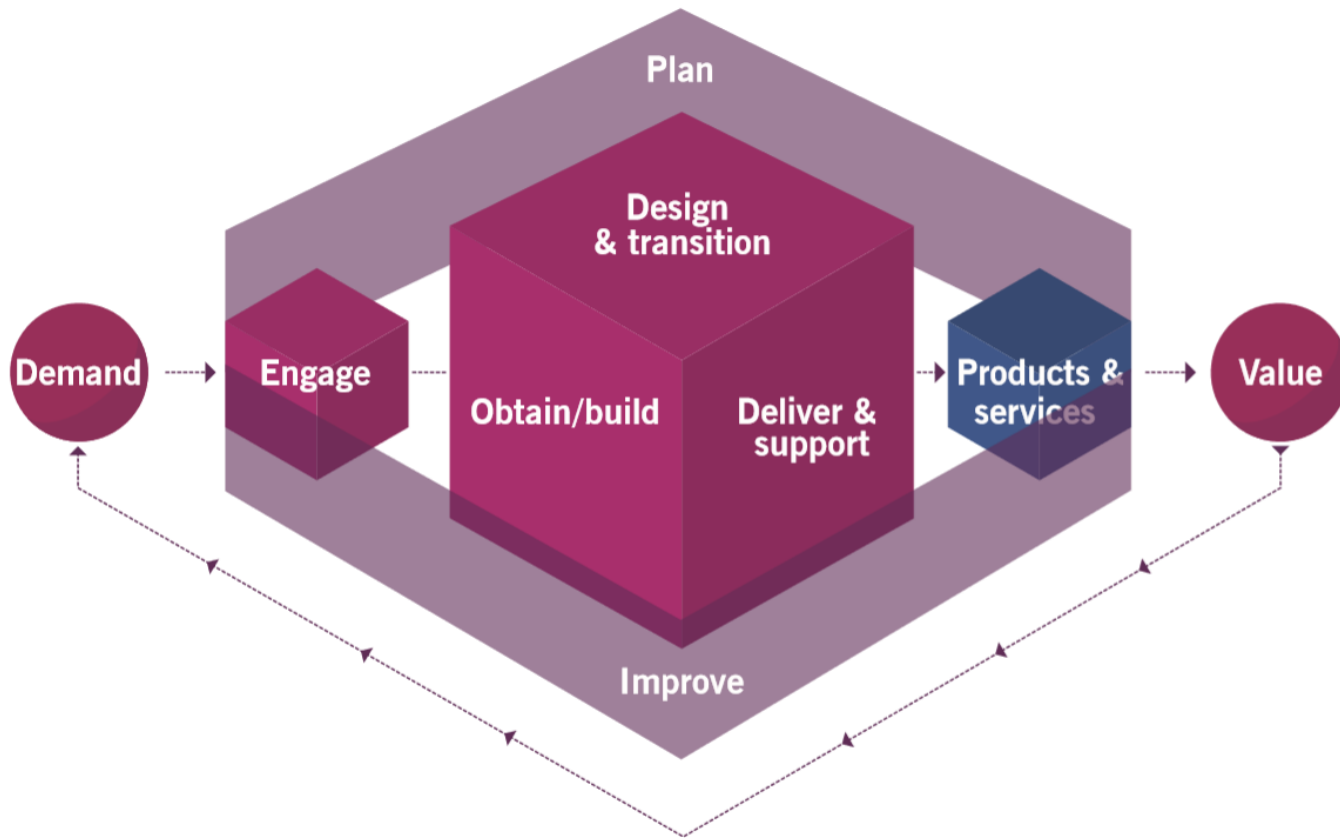 Plan
Design
& transition
Demand
Engage
Obtain/build
Deliver &
support
Products &
services
Value
Improve